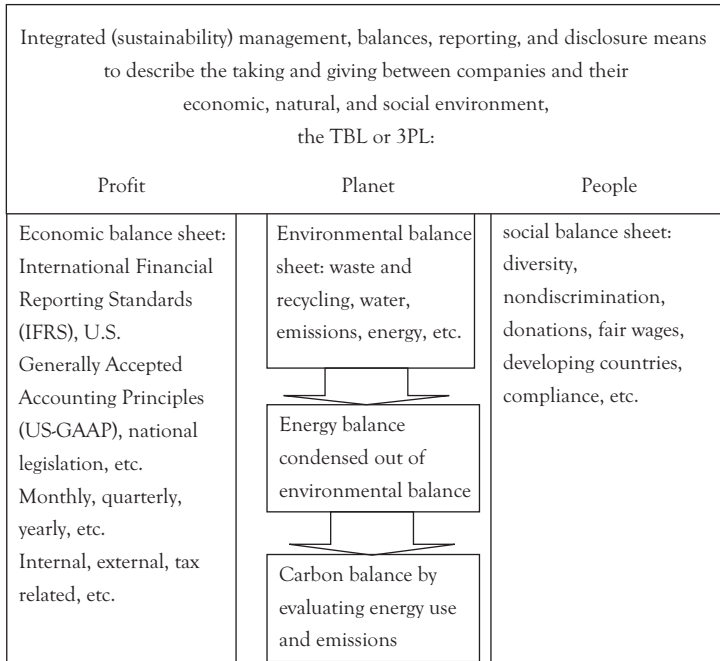 Integrated (sustainability) management, balances, reporting, and disclosure means
to describe the taking and giving between companies and their
economic, natural, and social environment,
the TBL or 3PL:
Profit
Planet
People
Economic balance sheet:
International Financial
Reporting Standards
(IFRS), U.S.
Generally Accepted
Accounting Principles
(US-GAAP), national
legislation, etc.
Monthly, quarterly,
yearly, etc.
Internal, external, tax
related, etc.
Environmental balance
sheet: waste and
recycling, water,
emissions, energy, etc.
Energy balance
condensed out of
environmental balance
Carbon balance by
evaluating energy use
and emissions
social balance sheet:
diversity,
nondiscrimination,
donations, fair wages,
developing countries,
compliance, etc.